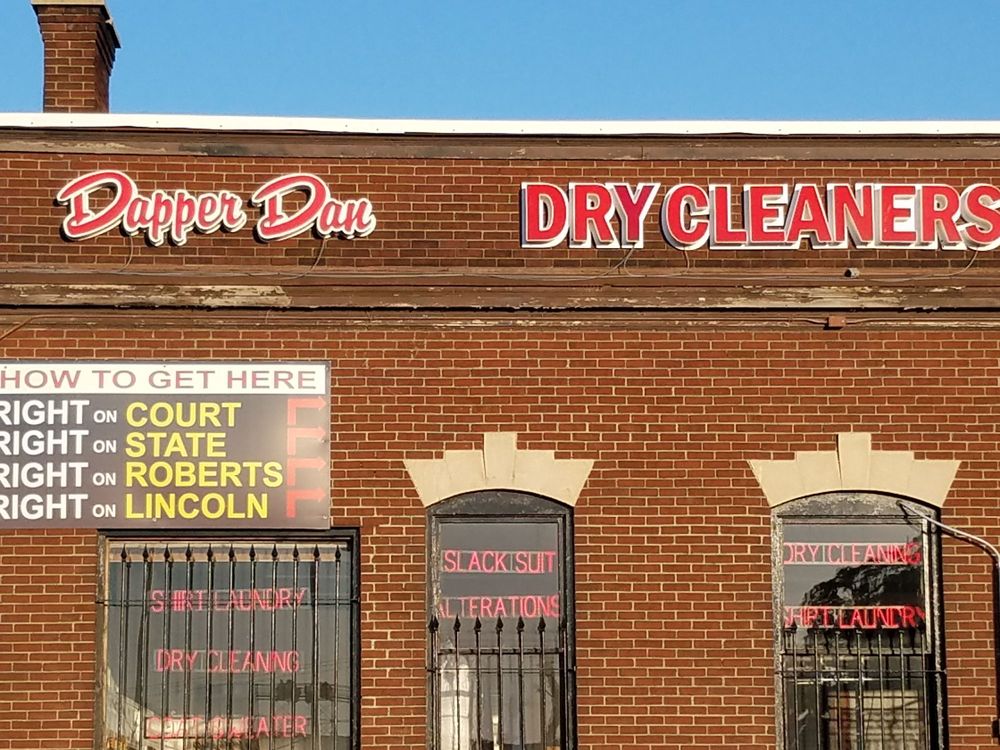 Dapper Dan
DRY CLEANERS
HOW TO GET HERE
RIGHT ON COURT
RIGHT ON STATE
RIGHT ON ROBERTS
RIGHT ON LINCOLN
SHIRT LAUNDRY
DRY CLEANING
SWEATER
SLACK SUIT
ALTERATIONS
DRY CLEANING
SHIRT LAUNDRY